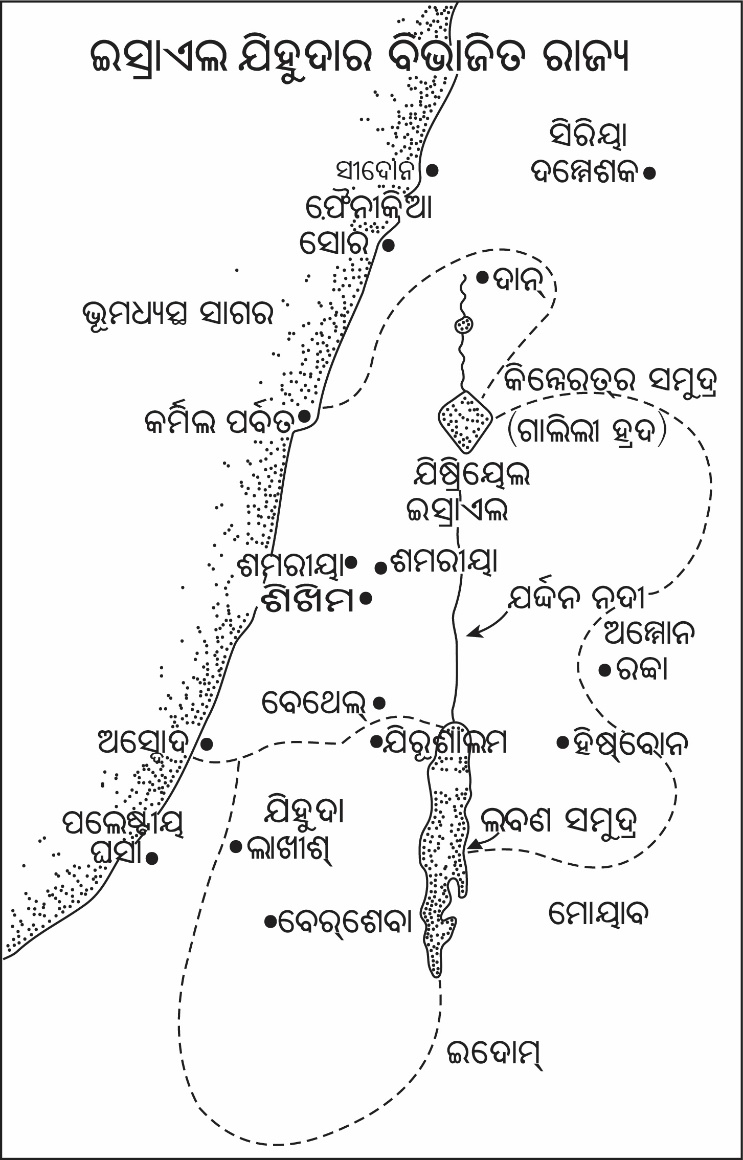 ଇସ୍ରାଏଲ ଯିହୁଦାର ବିଭାଜିତ ରାଜ୍ୟ
ସିରିୟା
ଦମ୍ମେଶକ
ସୀଦୋନ
ଫୈନୀକିଆ
ସୋର
ଦାନ୍
ଭୂମଧ୍ୟସ୍ଥ ସାଗର
କିନ୍ନେରତ୍‌ର ସମୁଦ୍ର
(ଗାଲିଲୀ ହ୍ରଦ)
କର୍ମିଲ ପର୍ବତ
ଯିଷ୍ରିୟେଲ
ଇସ୍ରାଏଲ
ଶମରୀୟା
ଶମରୀୟା
ଶିଖିମ
ଯର୍ଦ୍ଦନ ନଦୀ
ଅମ୍ମୋନ
ରବ୍ବା
ବେଥେଲ୍
ଅସ୍ଦୋଦ
ଯିରୂଶାଲମ
ହିଷ୍‌ବୋନ
ଯିହୁଦା
ପଲେଷ୍ଟୀୟ
ଲବଣ ସମୁଦ୍ର
ଘସା
ଲାଖୀଶ୍
ବେର୍‌ଶେବା
ମୋୟାବ
ଇଦୋମ୍